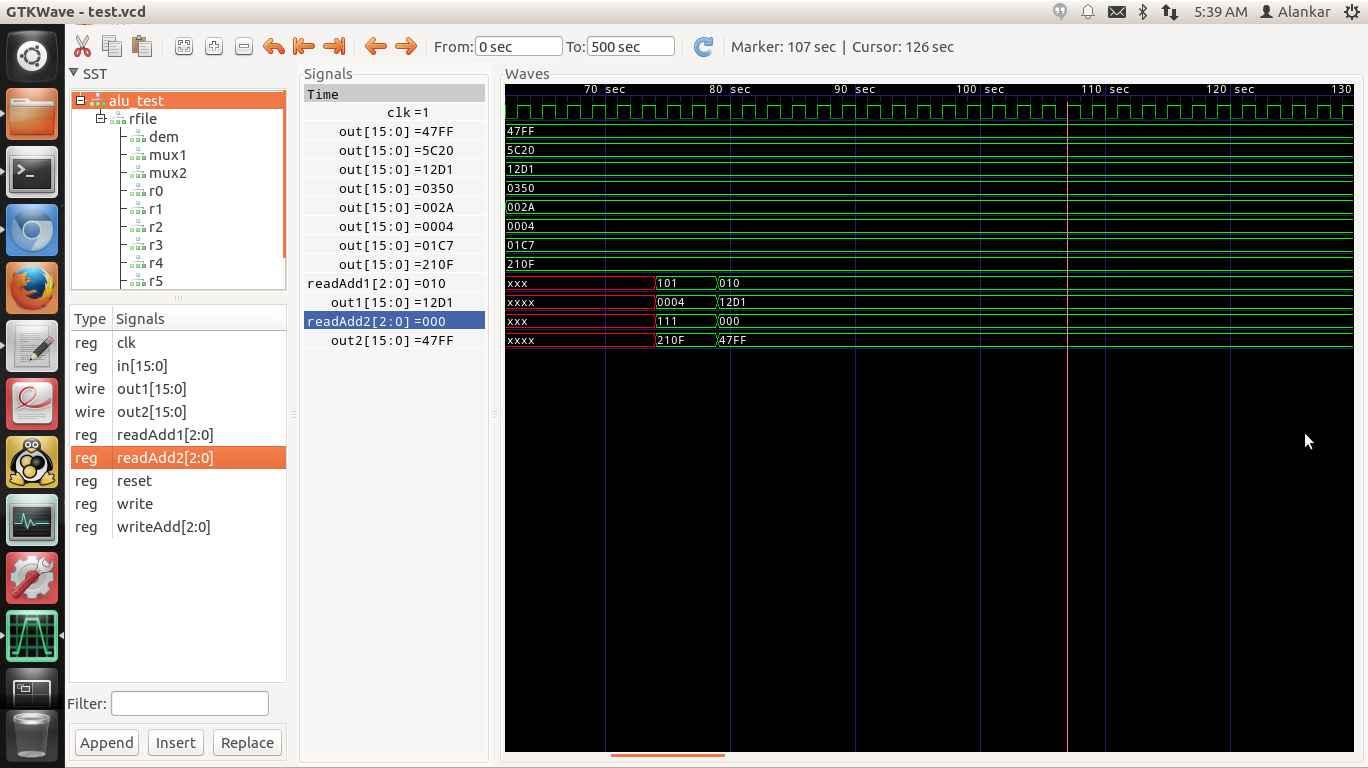 GTKWave - test.vcd
5:39 AM Alankar
From: 0 sec To: 500 sec Marker: 107 sec | Cursor: 126 sec
SST
alu_test
rfile
dem
mux1
mux2
r0
r1
r2
r3
r4
r5
Type Signals
reg clk
reg in[15:0]
wire out1[15:0]
wire out2[15:0]
reg readAdd1[2:0]
reg readAdd2[2:0]
reg reset
reg write
reg writeAdd[2:0]
Filter:
Append Insert Replace
Signals
Time
clk =1
out[15:0] =47FF
out[15:0] =5C20
out[15:0] =12D1
out[15:0] =0350
out[15:0] =002A
out[15:0] =0004
out[15:0] =01C7
out[15:0] =210F
readAdd1[2:0] =010
out1[15:0] =12D1
readAdd2[2:0] =000
out2[15:0] =47FF
Waves
70 sec 80 sec 90 sec 100 sec 110 sec 120 sec 130
47FF
5C20
12D1
0350
002A
0004
01C7
210F
xxx 101 010
xxxx 0004 12D1
xxx 111 000
xxxx 210F 47FF